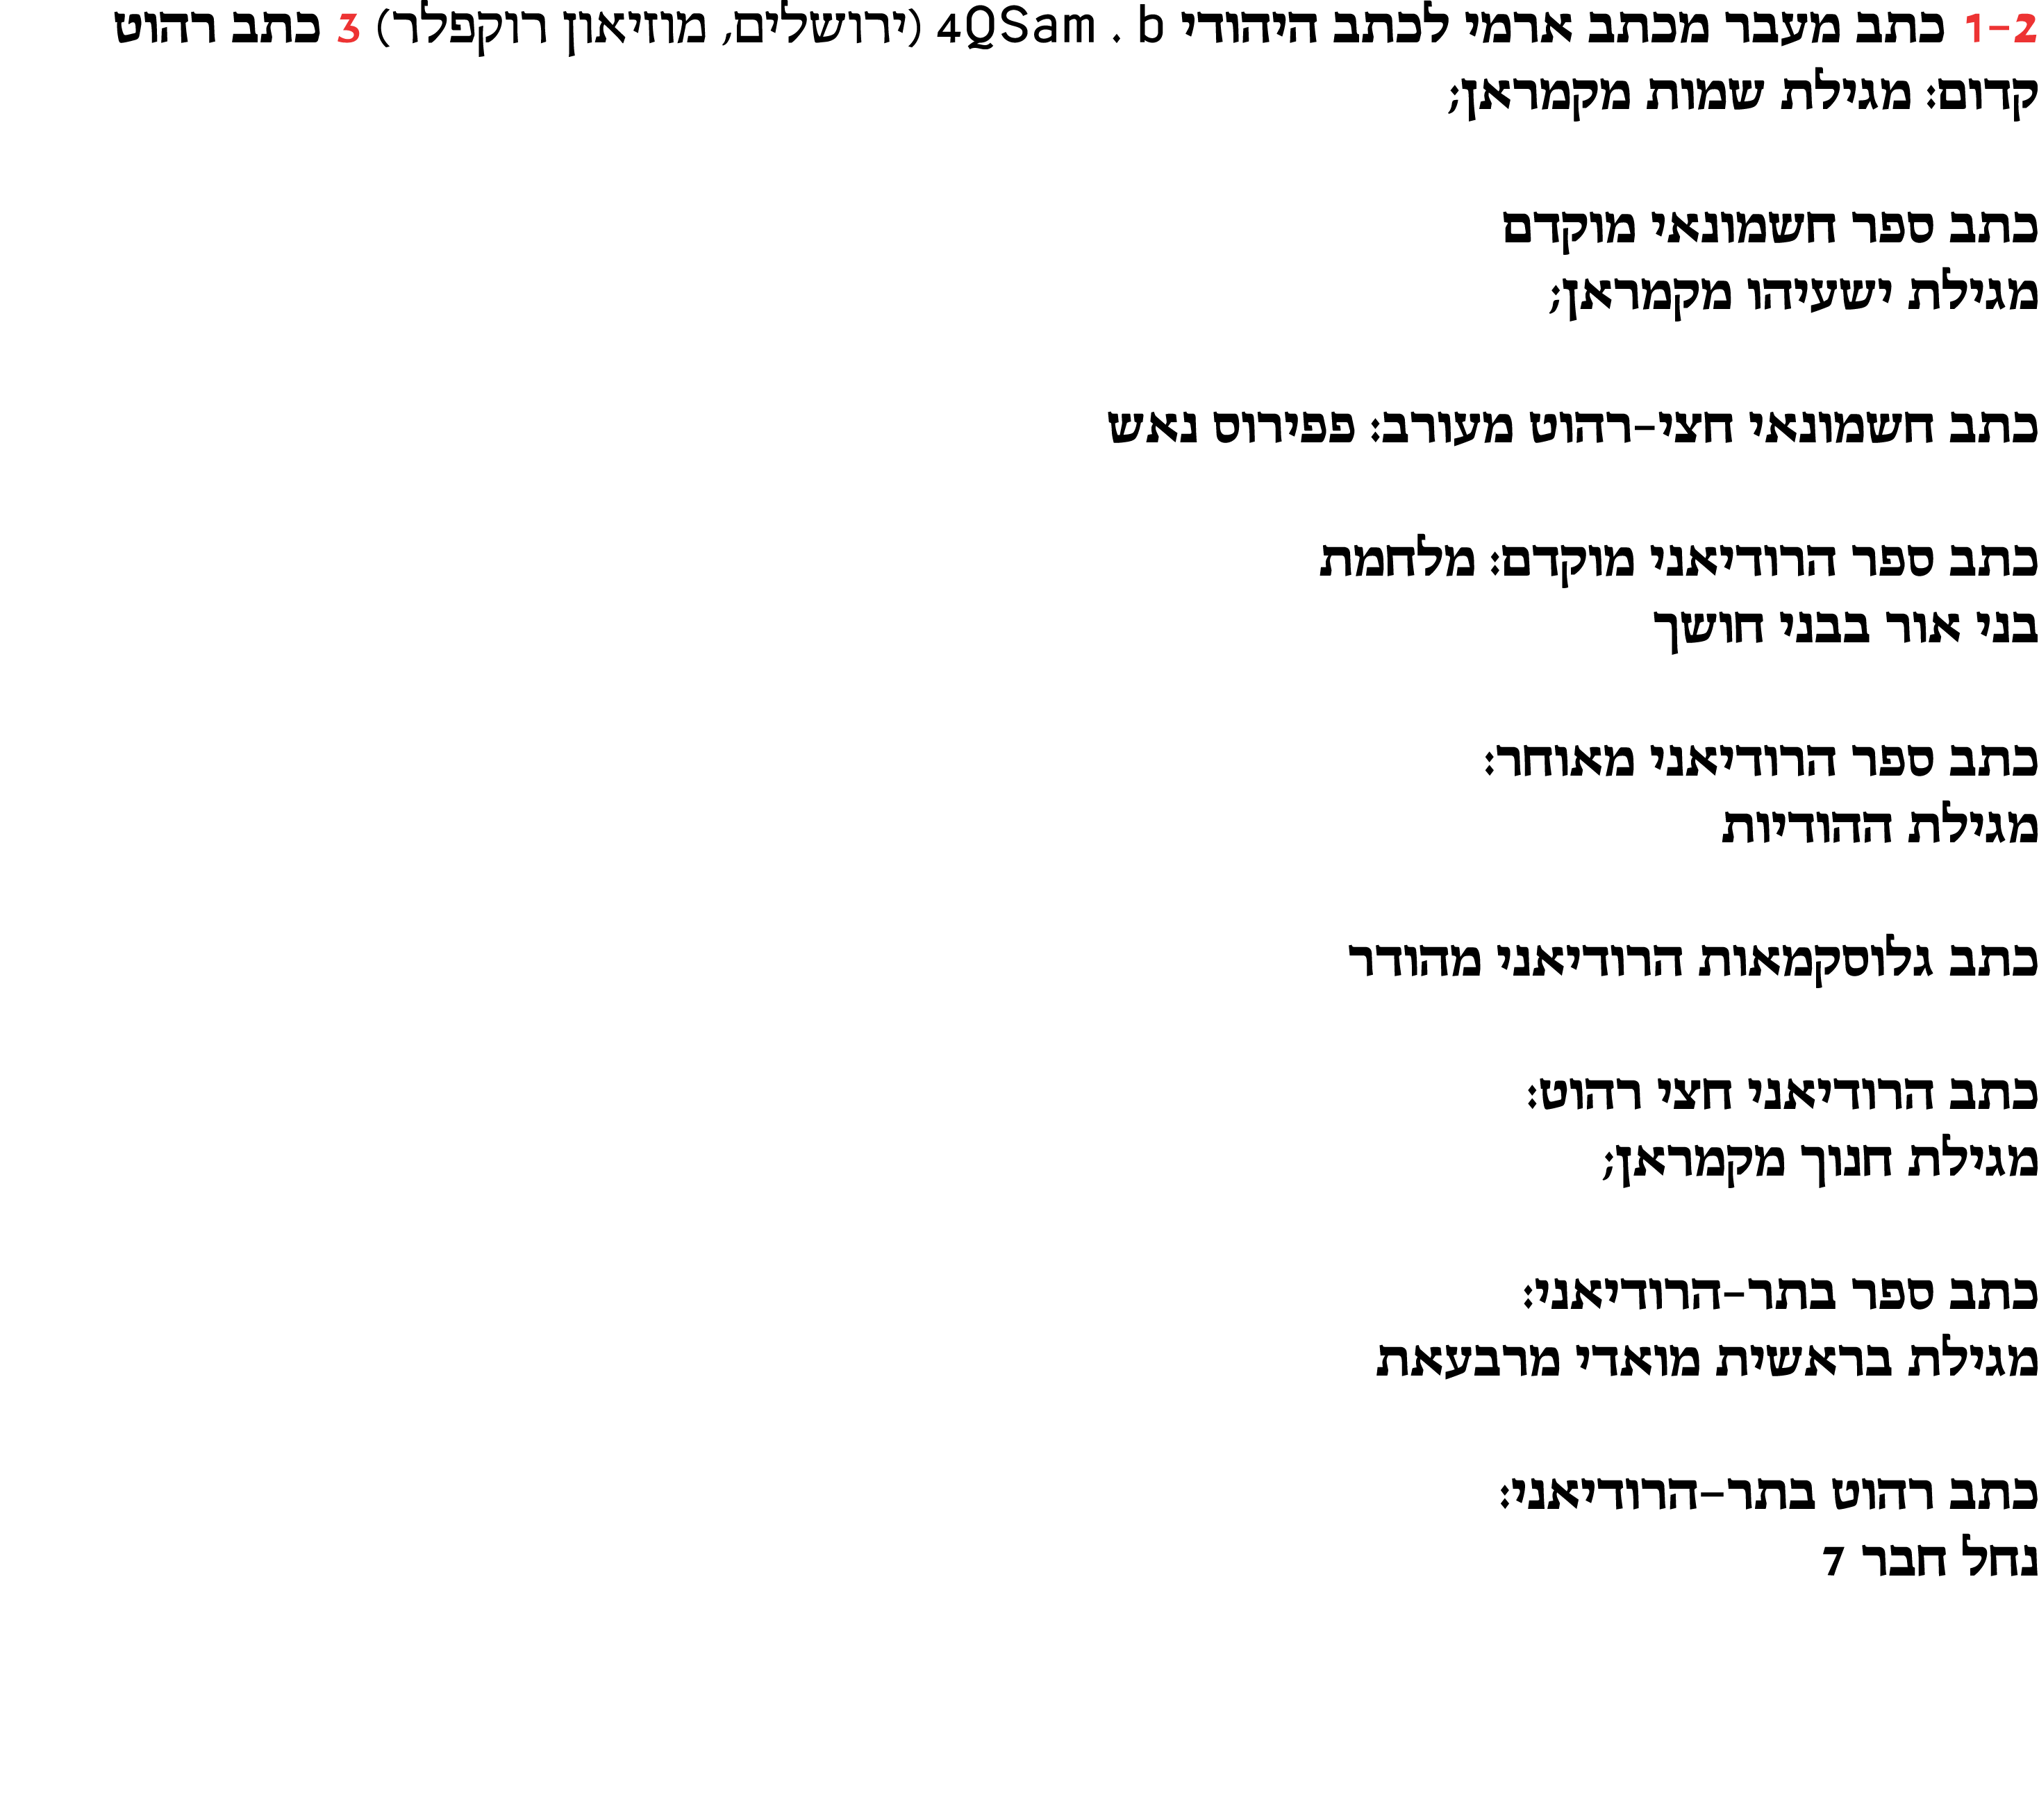 1–2 כתב מעבר מכתב ארמי לכתב היהודי 4QSam . b (ירושלים, מוזיאון רוקפלר) 3 כתב רהוט
קדום: מגילת שמות מקמראן;
כתב ספר חשמונאי מוקדם
מגילת ישעיהו מקמראן;
כתב חשמונאי חצי–רהוט מעורב: פפירוס נאש
כתב ספר הרודיאני מוקדם: מלחמת
בני אור בבני חושך
כתב ספר הרודיאני מאוחר:
מגילת ההודיות
כתב גלוסקמאות הרודיאני מהודר
כתב הרודיאני חצי רהוט:
מגילת חנוך מקמראן;
כתב ספר בתר–הרודיאני:
מגילת בראשית מואדי מרבעאת
כתב רהוט בתר–הרודיאני:
נחל חבר 7